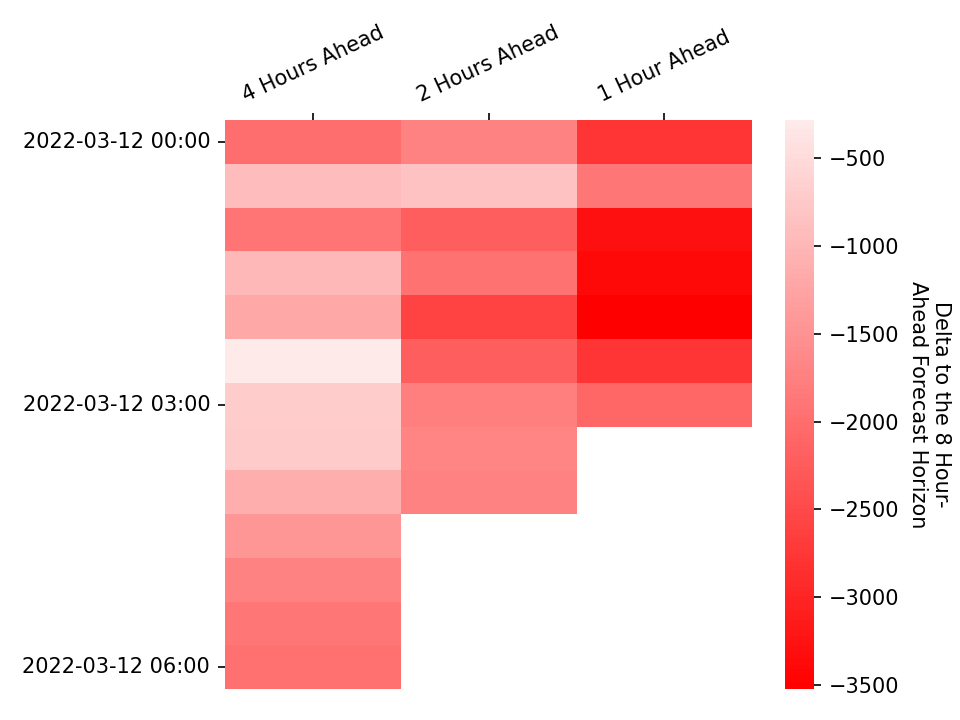 4 Hours Ahead
2 Hours Ahead
1 Hour Ahead
2022-03-12 00:00
2022-03-12 03:00
2022-03-12 06:00
−500
−1000
−1500
−2000
−2500
−3000
−3500
Delta to the 8 Hour-
Ahead Forecast Horizon